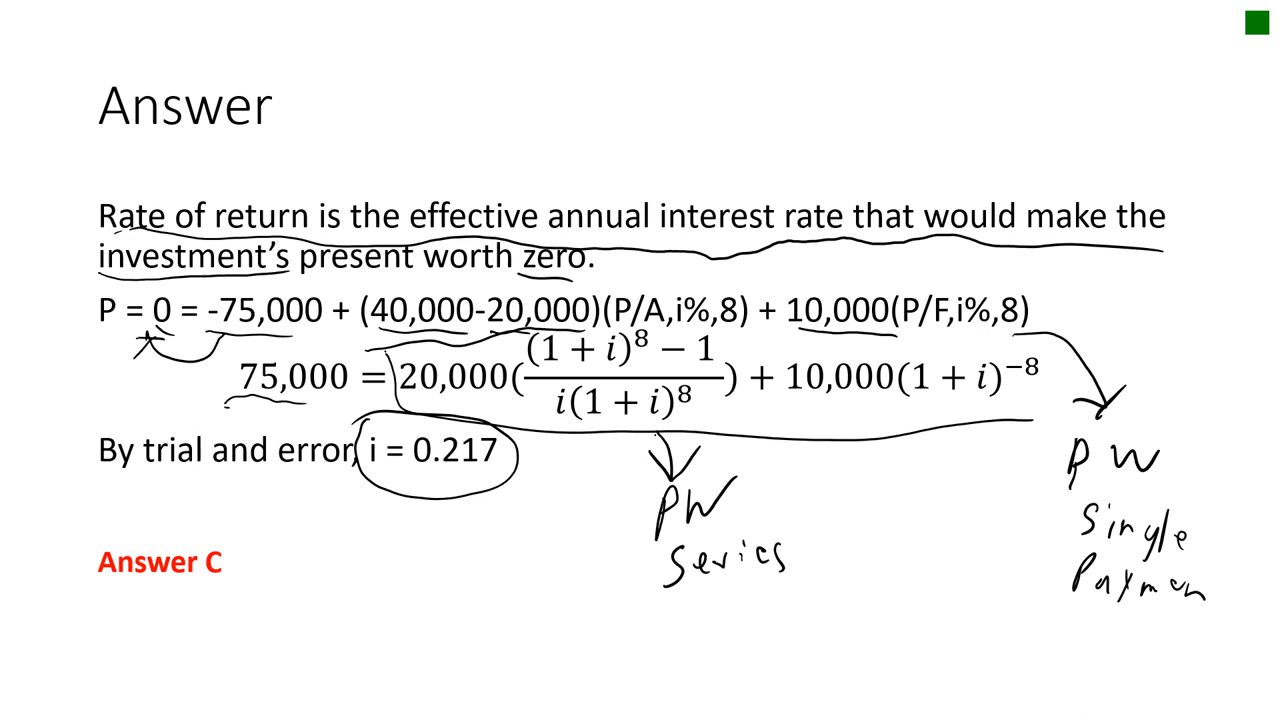 Answer
Rate of return is the effective annual interest rate that would make the
investment's present worth zero.
P = 0 = -75,000 + (40,000-20,000)(P/A,i%,8) + 10,000(P/F,i%,8)
75,000 = 20,000(\frac{(1 + i)^8 − 1}{i(1 + i)^8}) + 10,000(1 + i)^{−8}
By trial and error, i = 0.217
PW
Series
PW
Single
Paymen
Answer C